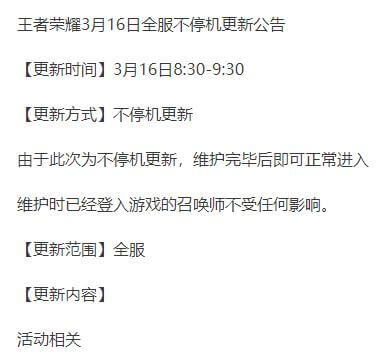 王者荣耀3月16日全服不停机更新公告
【更新时间】3月16日8:30-9:30
【更新方式】不停机更新
由于此次为不停机更新，维护完毕后即可正常进入
维护时已经登入游戏的召唤师不受任何影响。
【更新范围】全服
【更新内容】
活动相关